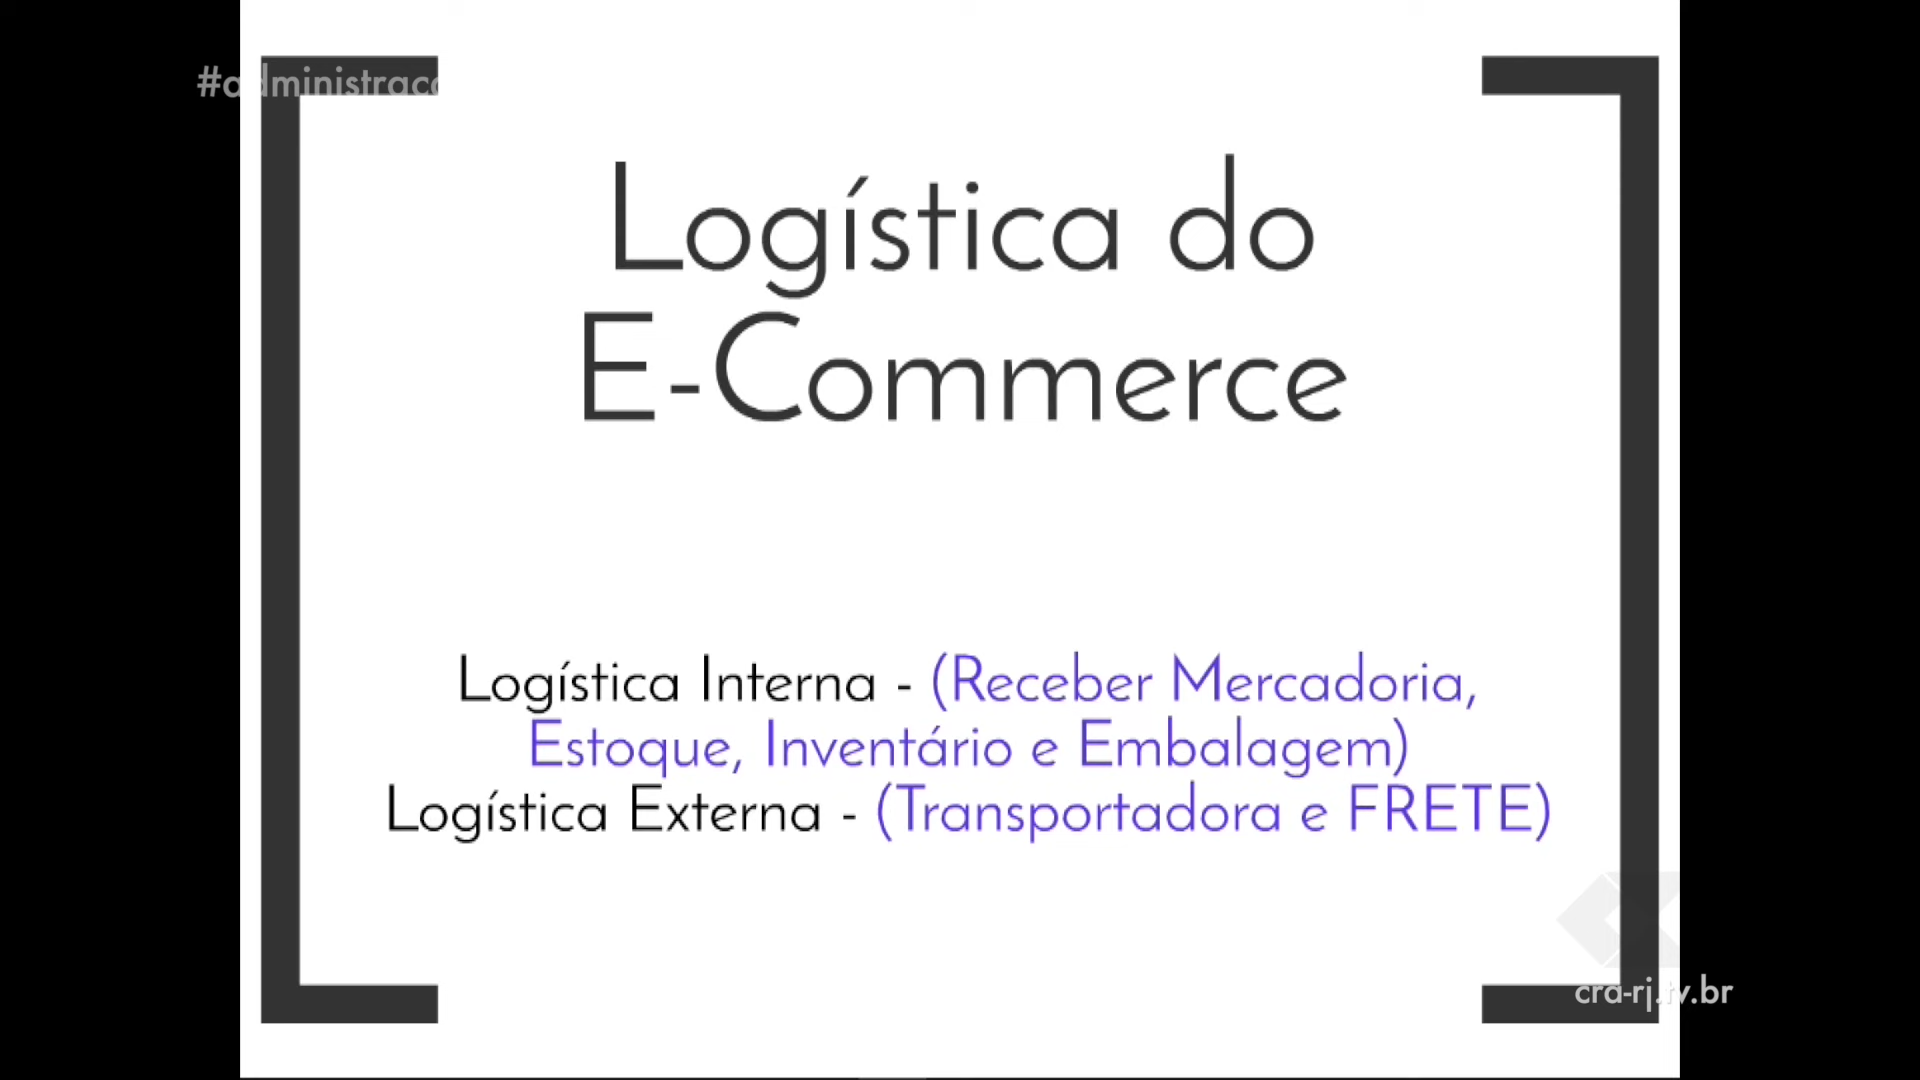 Logística do
E-Commerce
Logística Interna - (Receber Mercadoria,
Estoque, Inventário e Embalagem)
Logística Externa - (Transportadora e FRETE)
cra-rj.tv.br